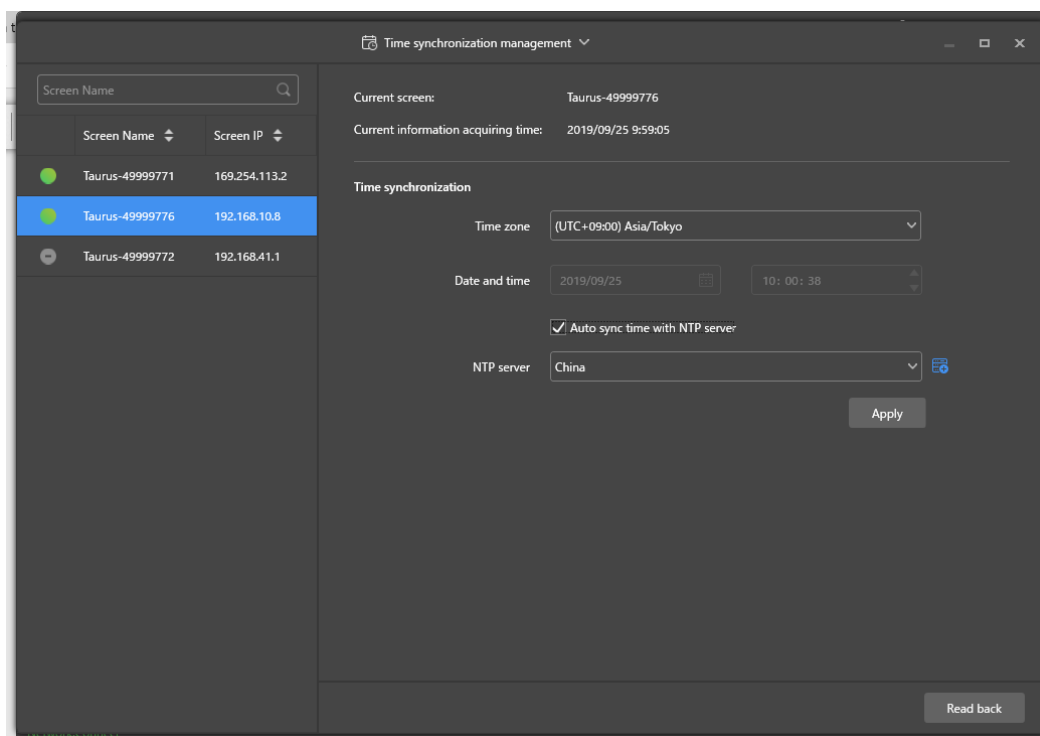 Time synchronization management
Screen Name
Screen Name Screen IP
Taurus-49999771 169.254.113.2
Taurus-49999776 192.168.10.8
Taurus-49999772 192.168.41.1
Current screen: Taurus-49999776
Current information acquiring time: 2019/09/25 9:59:05
Time synchronization
Time zone (UTC+09:00) Asia/Tokyo
Date and time 2019/09/25 10: 00: 38
Auto sync time with NTP server
NTP server China
Apply
Read back